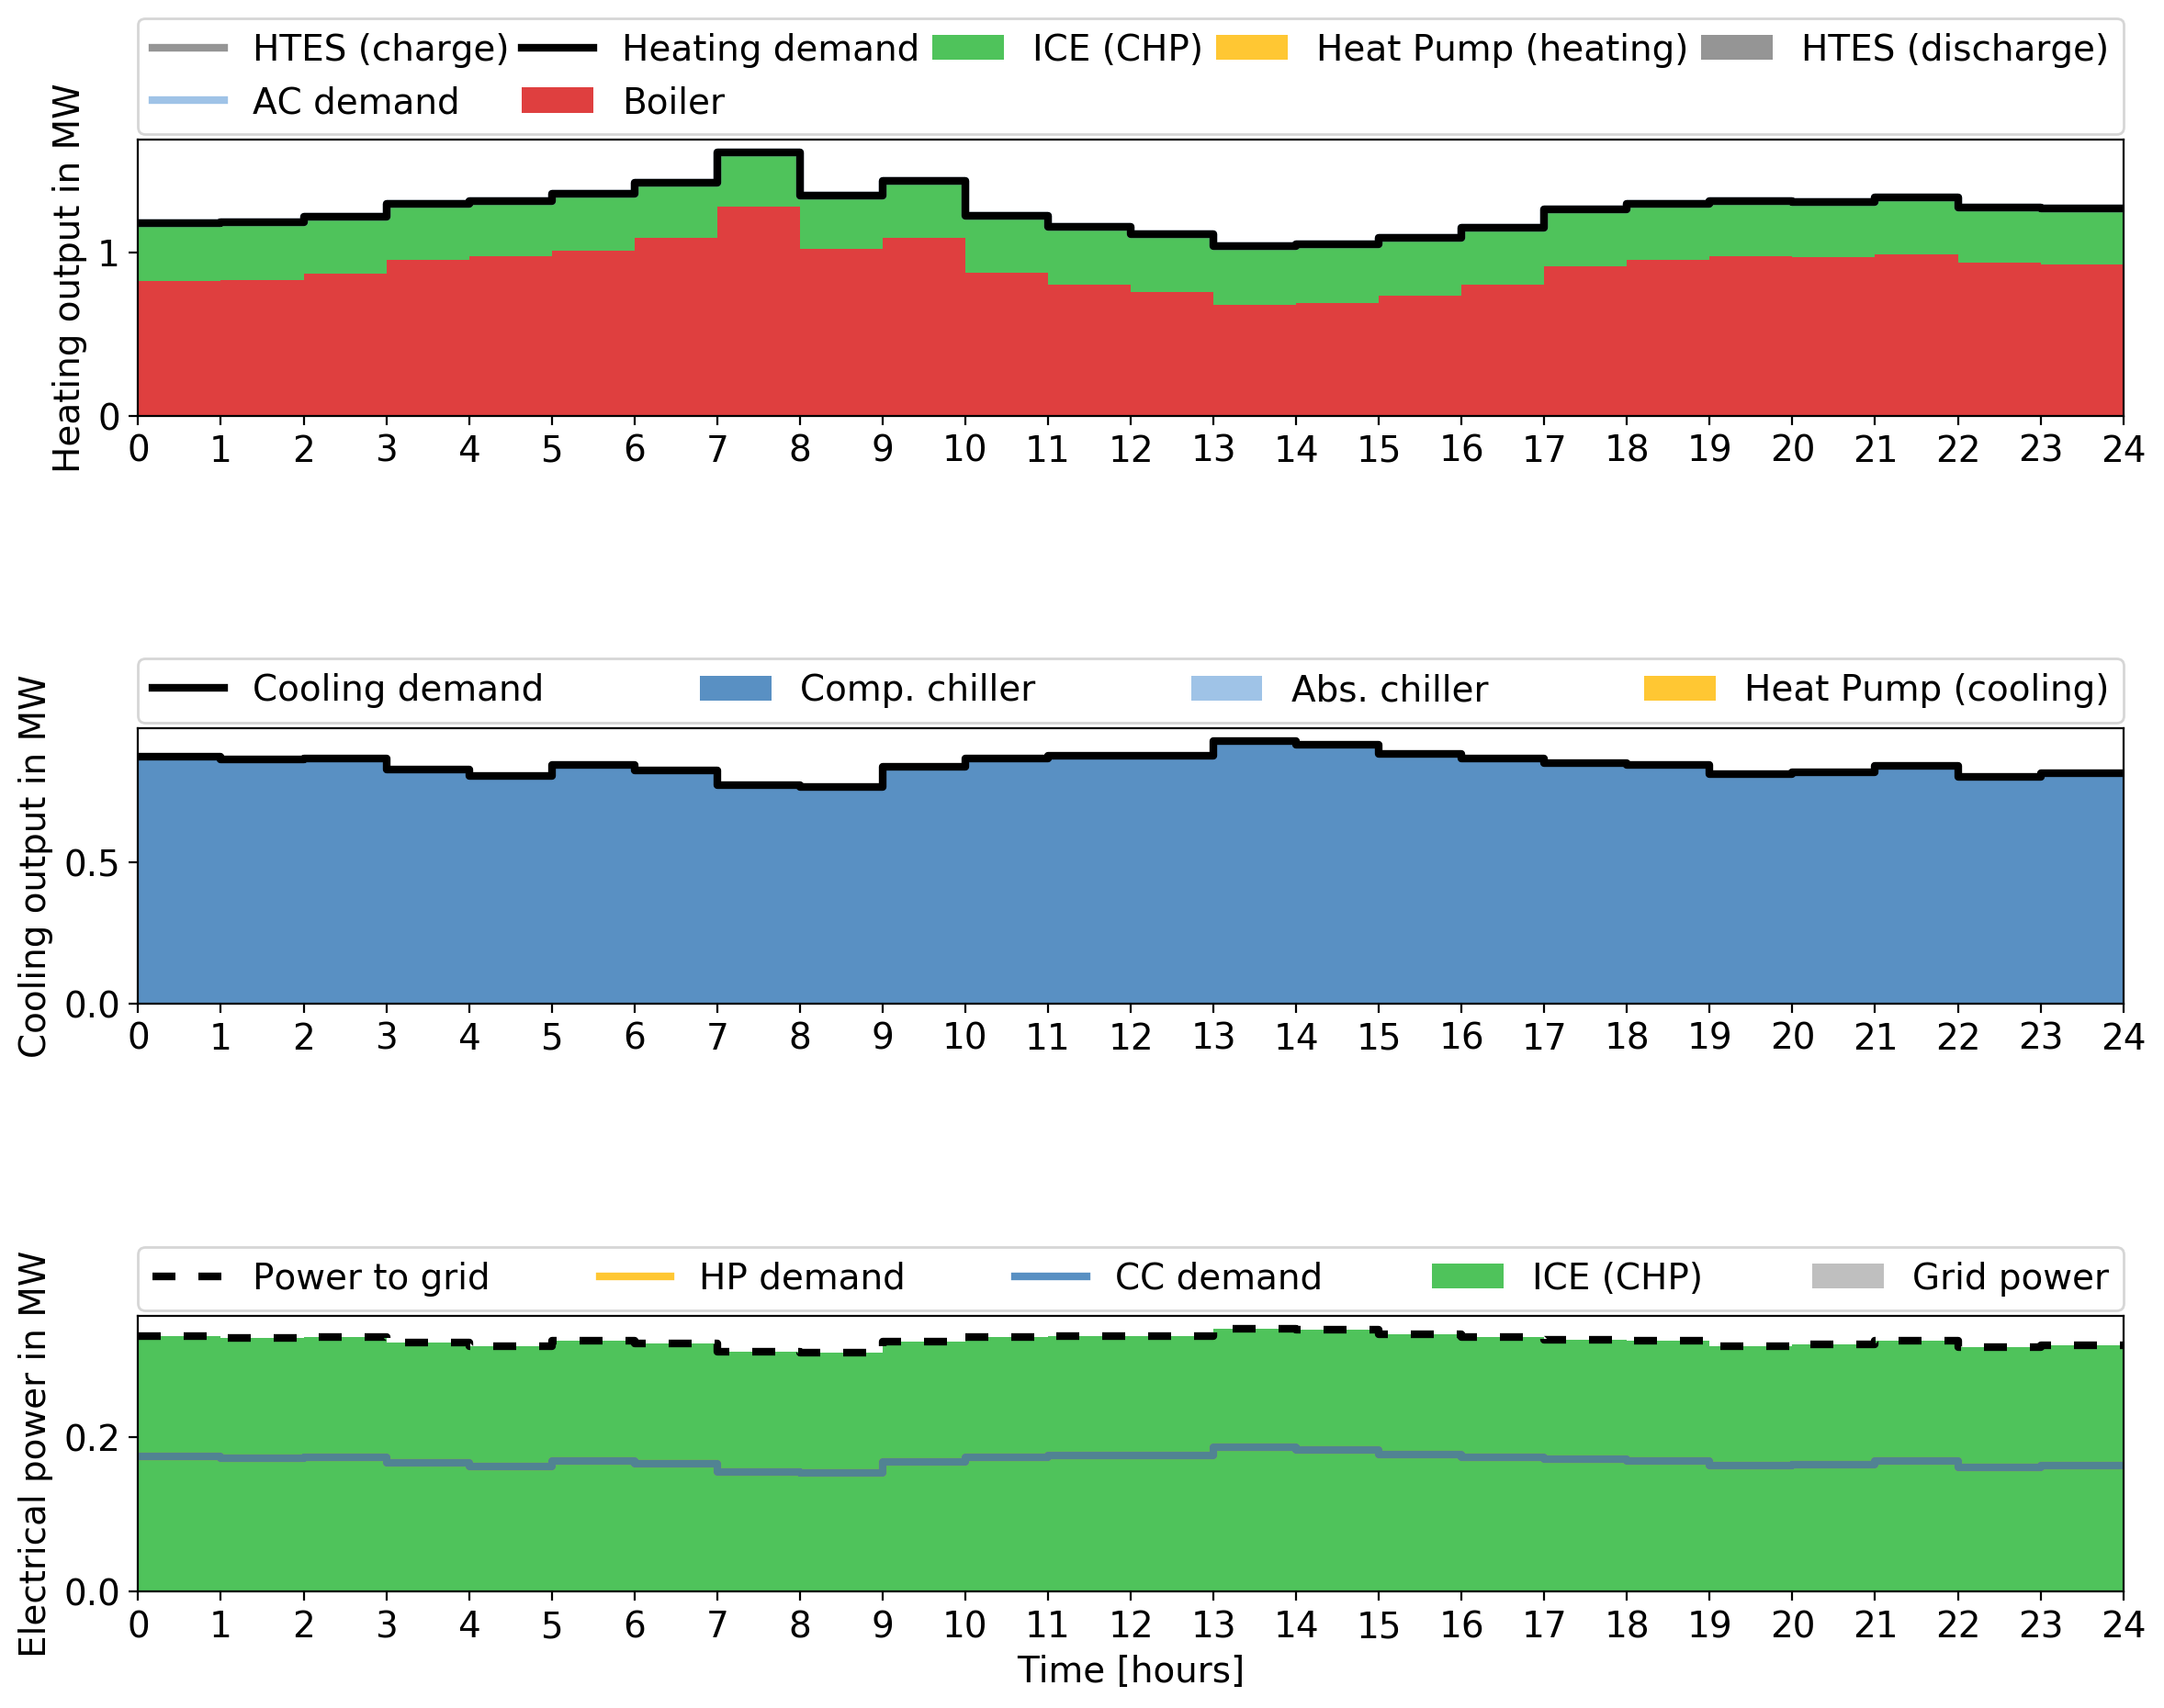 HTES (charge) Heating demand ICE (CHP) Heat Pump (heating) HTES (discharge)
AC demand Boiler
Heating output in MW
1
0
0 1 2 3 4 5 6 7 8 9 10 11 12 13 14 15 16 17 18 19 20 21 22 23 24
Cooling demand Comp. chiller Abs. chiller Heat Pump (cooling)
Cooling output in MW
0.5
0.0
0 1 2 3 4 5 6 7 8 9 10 11 12 13 14 15 16 17 18 19 20 21 22 23 24
Power to grid HP demand CC demand ICE (CHP) Grid power
Electrical power in MW
0.2
0.0
0 1 2 3 4 5 6 7 8 9 10 11 12 13 14 15 16 17 18 19 20 21 22 23 24
Time [hours]